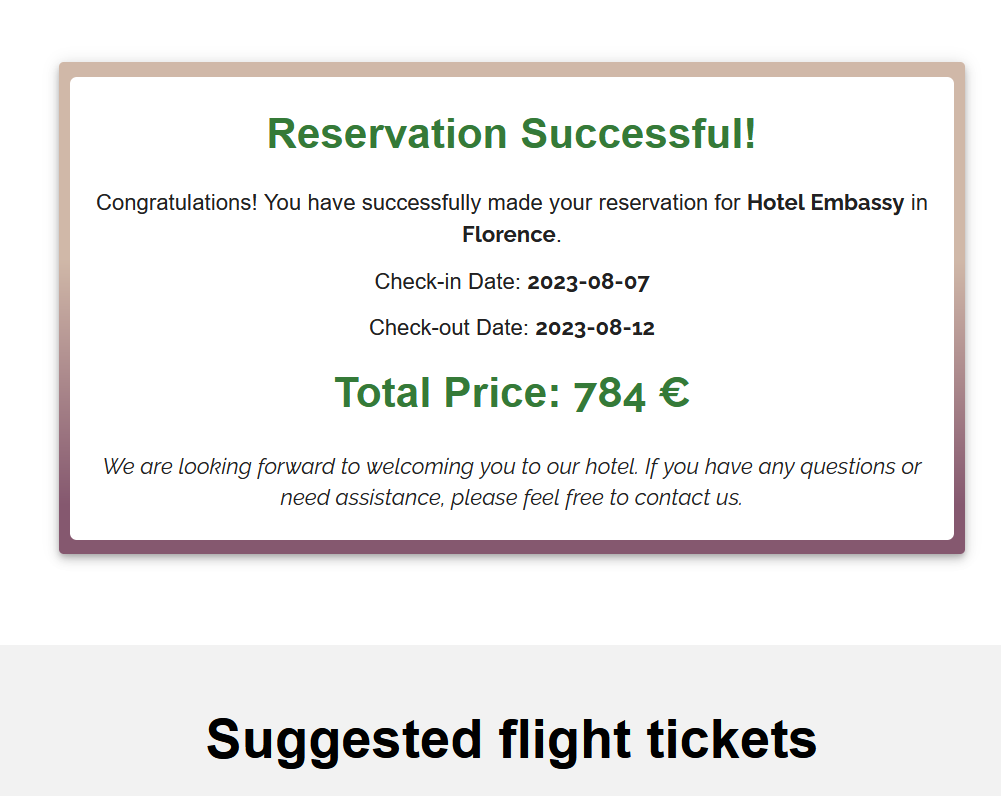 Reservation Successful!
Congratulations! You have successfully made your reservation for Hotel Embassy in
Florence.
Check-in Date: 2023-08-07
Check-out Date: 2023-08-12
Total Price: 784 €
We are looking forward to welcoming you to our hotel. If you have any questions or
need assistance, please feel free to contact us.
Suggested flight tickets